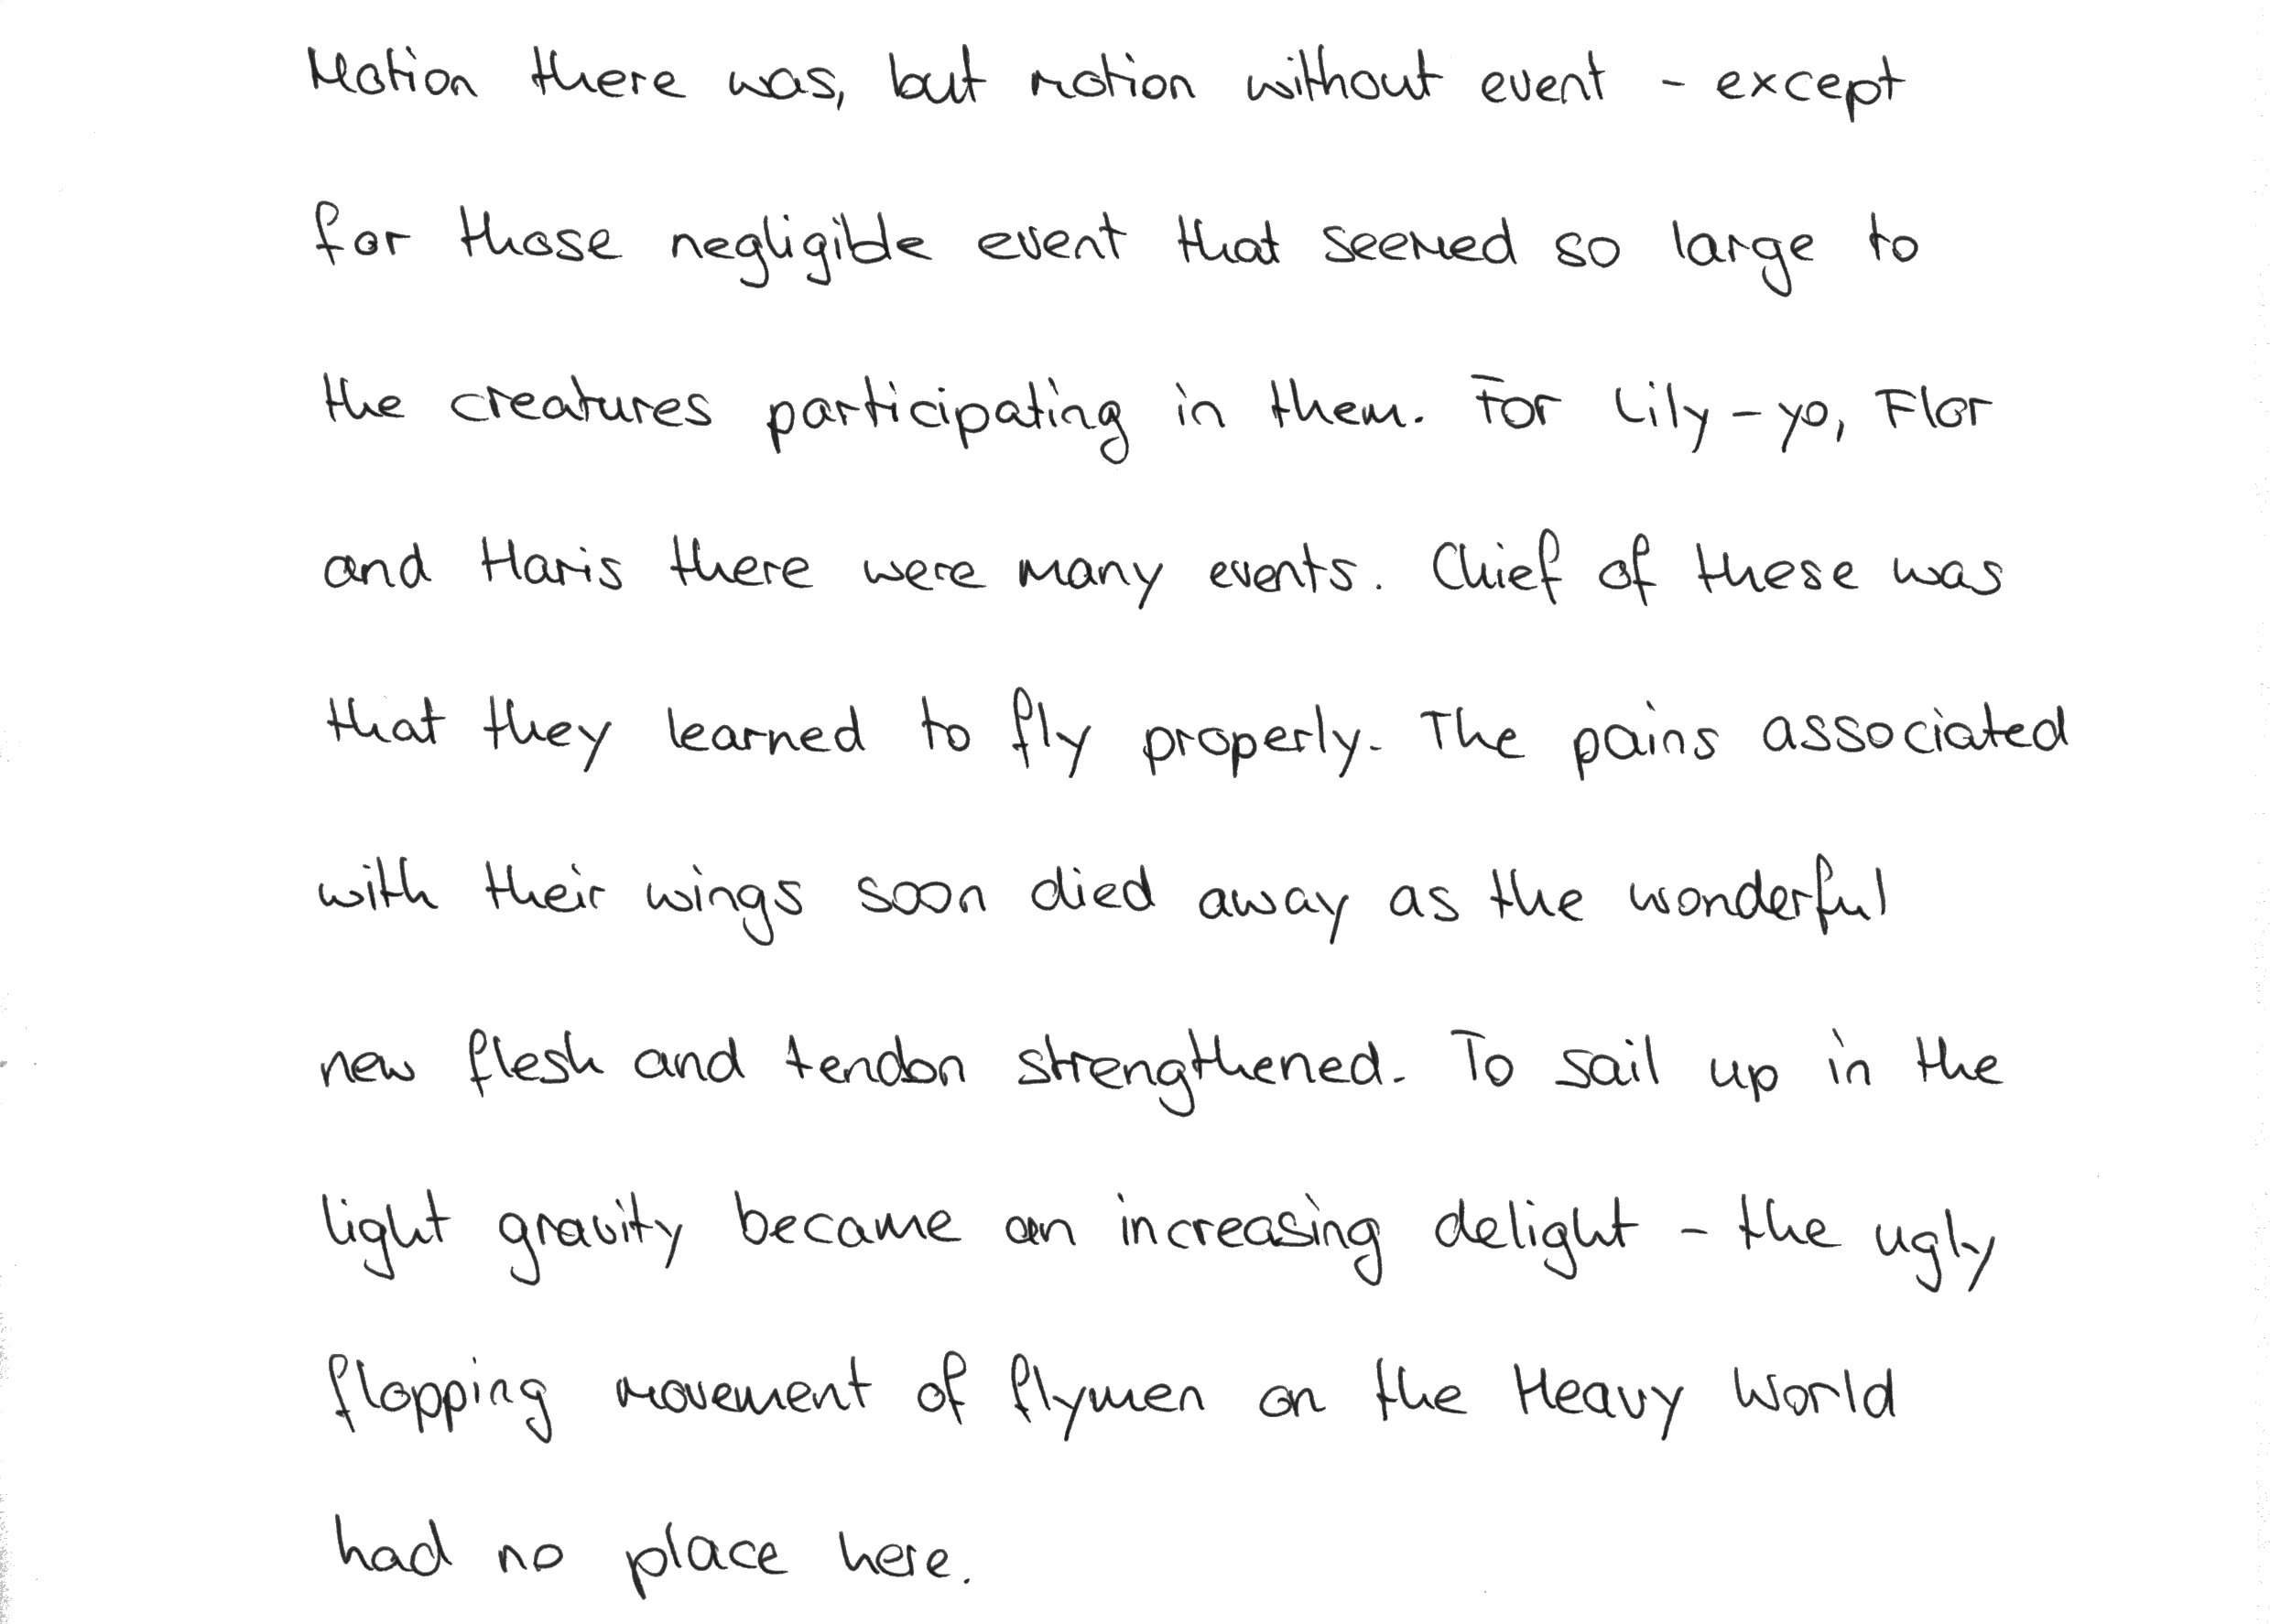 Motion there was, but motion without event - except
for those negligible event that seemed so large to
the creatures participating in them. For Lily-yo, Flor
and Haris there were many events. Chief of these was
that they learned to fly properly. The pains associated
with their wings soon died away as the wonderful
new flesh and tendon strengthened. To sail up in the
light gravity became an increasing delight - the ugly
flopping movement of flymen on the Heavy World
had no place here.